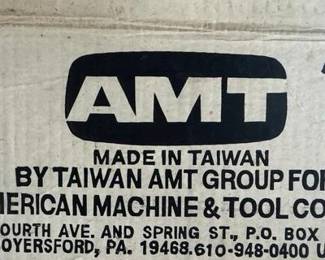 AMT
MADE IN TAIWAN
BY TAIWAN AMT GROUP FOR
MERICAN MACHINE & TOOL CO
OURTH AVE. AND SPRING ST., P.O. BOX
OYERSFORD, PA. 19468.610-948-0400 U